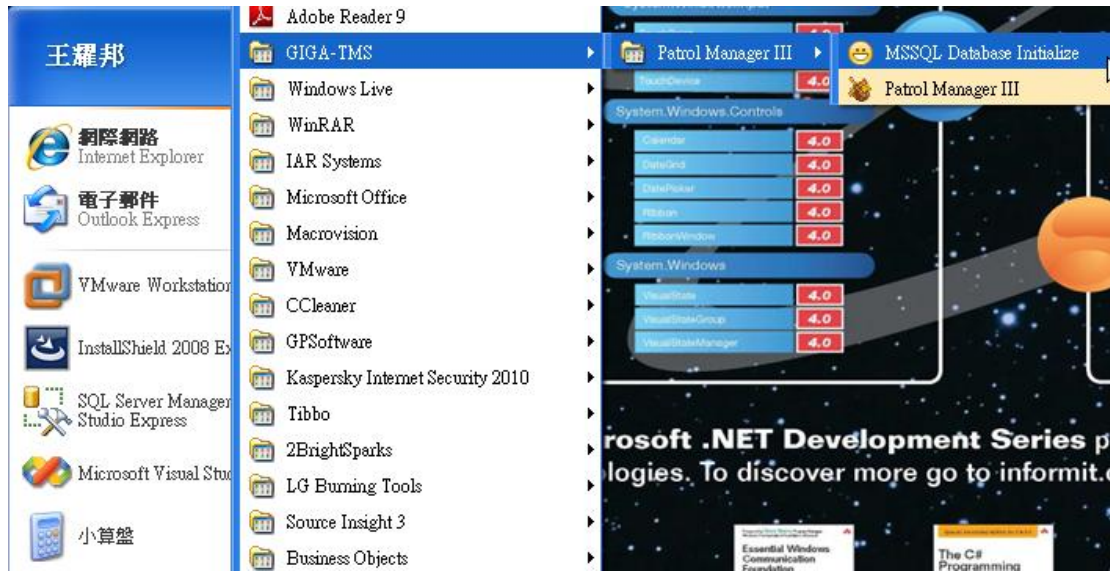 王耀邦
網際網路
Internet Explorer
電子郵件
Outlook Express
VMware Workstation
InstallShield 2008 Ex
SQL Server Manager
Studio Express
Microsoft Visual Stud
小算盤
Adobe Reader 9
GIGA-TMS
Windows Live
WinRAR
IAR Systems
Microsoft Office
Macrovision
VMware
CCleaner
GPSoftware
Kaspersky Internet Security 2010
Tibbo
2BrightSparks
LG Burning Tools
Source Insight 3
Business Objects
Patrol Manager III
MSSQL Database Initialize
Patrol Manager III
TouchDevice 4.0
System.Windows.Controls
Calendar 4.0
DataGrid 4.0
DatePicker 4.0
Ribbon 4.0
RibbonWindow 4.0
System.Windows
VisualState 4.0
VisualStateGroup 4.0
VisualStateManager 4.0
rosoft .NET Development Series p
logies. To discover more go to informit.c
Essential Windows
Communication
Foundation
The C#
Programming